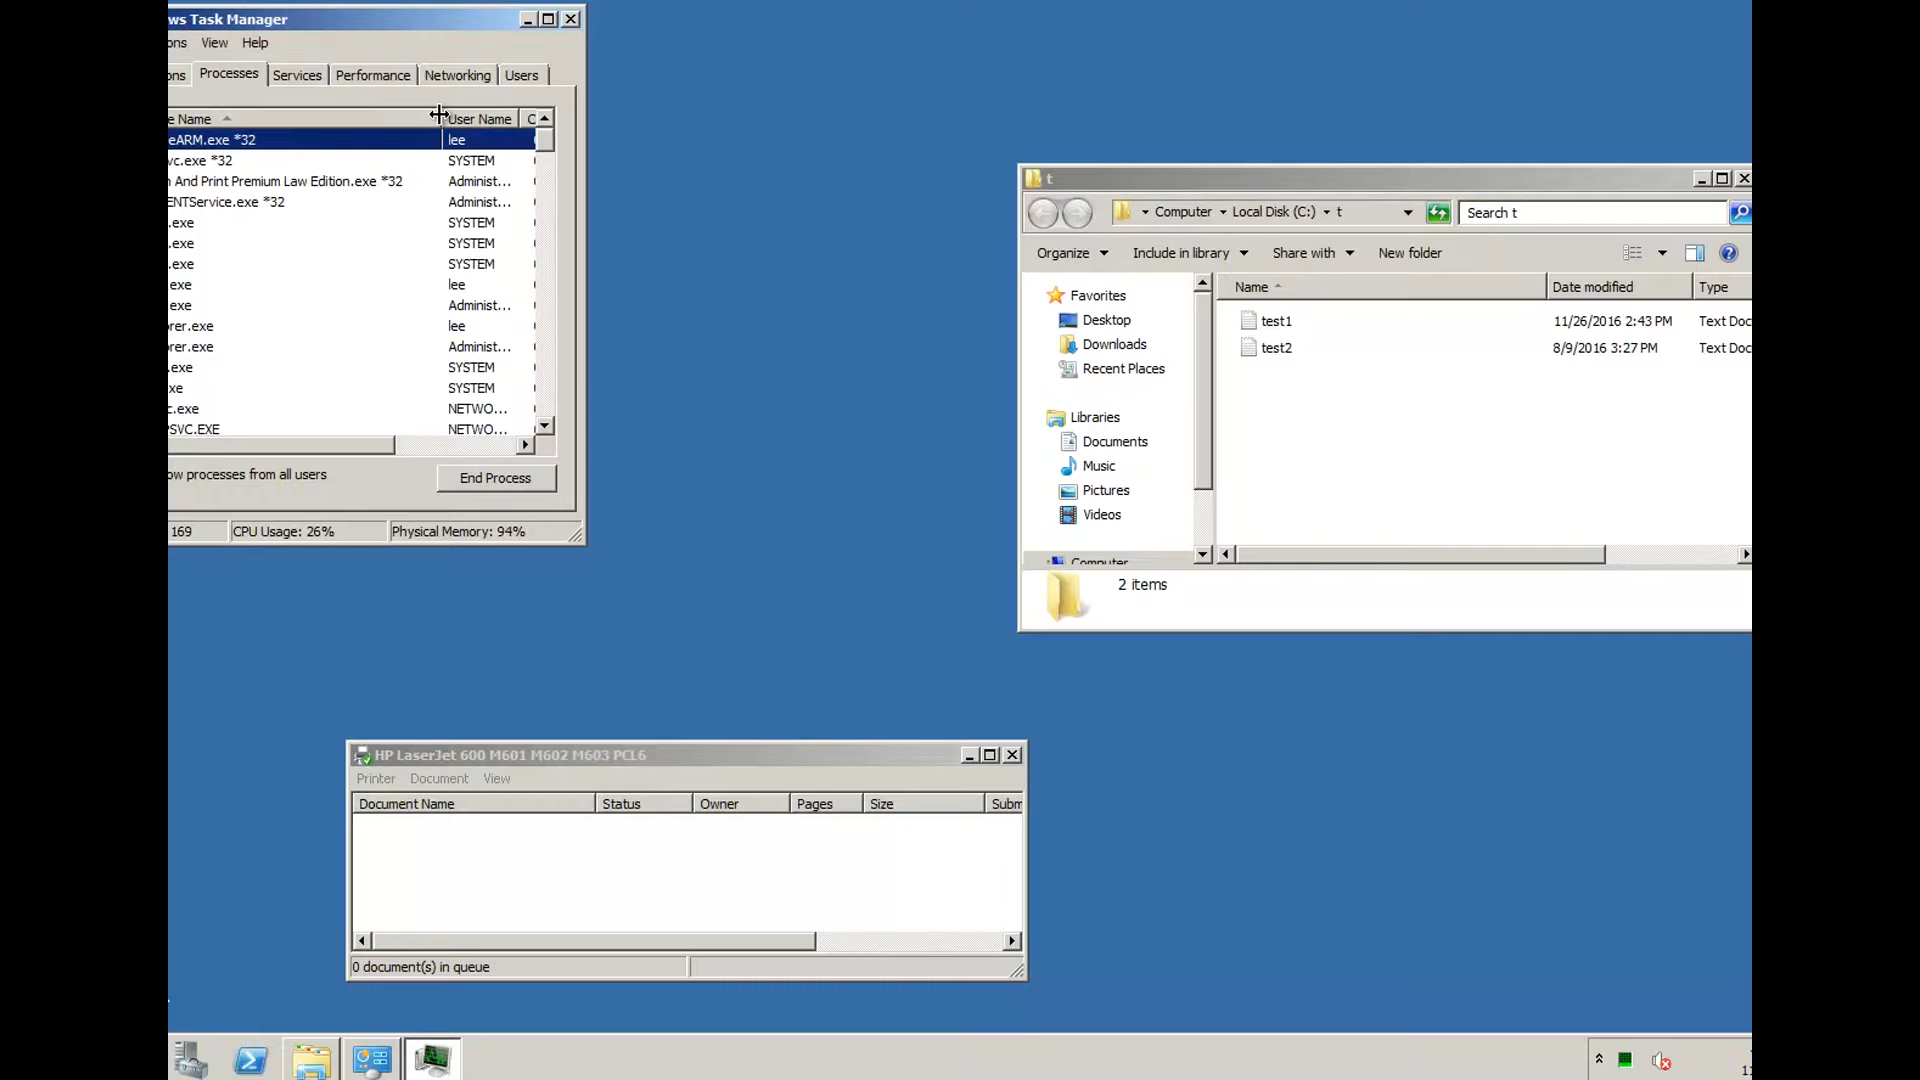 ws Task Manager
ons View Help
ons Processes Services Performance Networking Users
e Name User Name C
eARM.exe *32 lee
vc.exe *32 SYSTEM
n And Print Premium Law Edition.exe *32 Administ...
ENTService.exe *32 Administ...
.exe SYSTEM
.exe SYSTEM
.exe SYSTEM
.exe lee
.exe Administ...
orer.exe lee
orer.exe Administ...
.exe SYSTEM
xe SYSTEM
c.exe NETWO...
PSVC.EXE NETWO...
ow processes from all users
End Process
169 CPU Usage: 26% Physical Memory: 94%
t
Computer Local Disk (C:) t
Search t
Organize Include in library Share with New folder
Favorites
Desktop
Downloads
Recent Places
Libraries
Documents
Music
Pictures
Videos
Computer
Name Date modified Type
test1 11/26/2016 2:43 PM Text Doc
test2 8/9/2016 3:27 PM Text Doc
2 items
HP LaserJet 600 M601 M602 M603 PCL6
Printer Document View
Document Name Status Owner Pages Size Subm
0 document(s) in queue